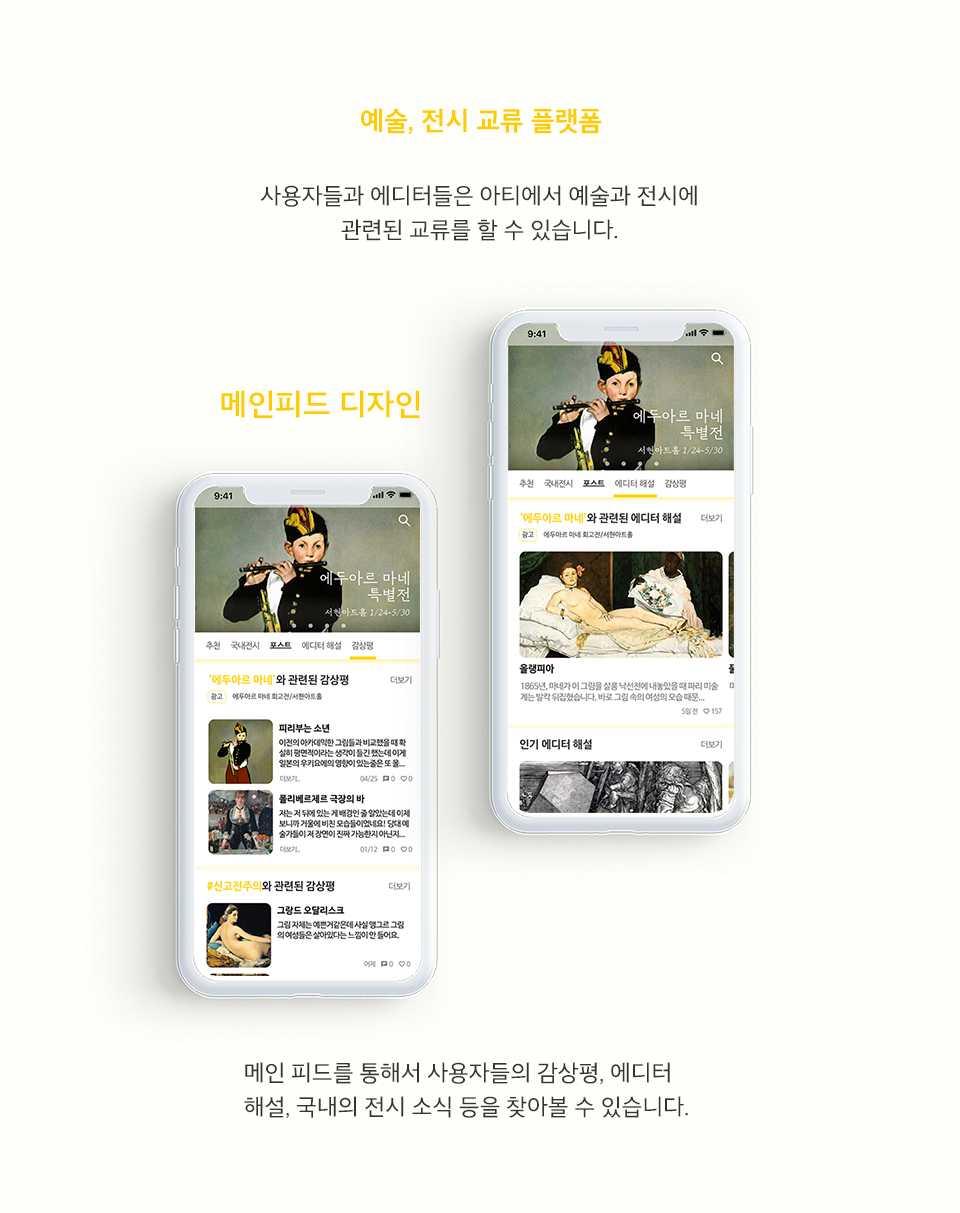 예술, 전시 교류 플랫폼
사용자들과 에디터들은 아티에서 예술과 전시에
관련된 교류를 할 수 있습니다.
메인피드 디자인
9:41
에두아르 마네
특별전
서현아트홀 1/24-5/30
추천 국내전시 포스트 에디터 해설 감상평
'에두아르 마네'와 관련된 에디터 해설 더보기
광고 에두아르 마네 회고전/서현아트홀
올랭피아
1865년, 마네가 이 그림을 살롱 낙선전에 내놓았을 때 파리 미술
계는 발칵 뒤집혔습니다. 바로 그림 속의 여성의 모습 때문...
5일 전 157
인기 에디터 해설 더보기
9:41
에두아르 마네
특별전
서현아트홀 1/24-5/30
추천 국내전시 포스트 에디터 해설 감상평
'에두아르 마네'와 관련된 감상평 더보기
광고 에두아르 마네 회고전/서현아트홀
피리부는 소년
이전의 아카데믹한 그림들과 비교했을 때 확
실히 평면적이라는 생각이 들긴 했는데 이게
일본의 우키요에의 영향이 있는줄은 또 몰...
더보기.. 04/25 0 0
폴리베르제르 극장의 바
저는 저 뒤에 있는 게 배경인 줄 알았는데 이제
보니까 거울에 비친 모습들이었네요! 당대 예
술가들이 저 장면이 진짜 가능한지 아닌지...
더보기.. 01/12 0 0
#신고전주의와 관련된 감상평 더보기
그랑드 오달리스크
그림 자체는 예쁜거같은데 사실 앵그르 그림
의 여성들은 살아있다는 느낌이 안 들어요.
어제 0 0
메인 피드를 통해서 사용자들의 감상평, 에디터
해설, 국내의 전시 소식 등을 찾아볼 수 있습니다.